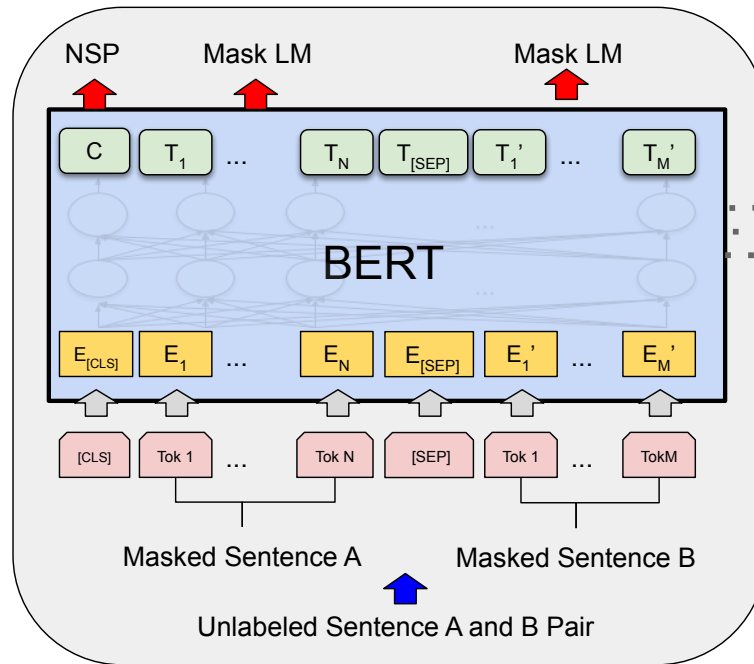 NSP Mask LM Mask LM
C T1 ... TN T[SEP] T1' ... TM'
...
BERT
...
E[CLS] E1 ... EN E[SEP] E1' ... EM'
[CLS] Tok 1 ... Tok N [SEP] Tok 1 ... TokM
Masked Sentence A Masked Sentence B
Unlabeled Sentence A and B Pair